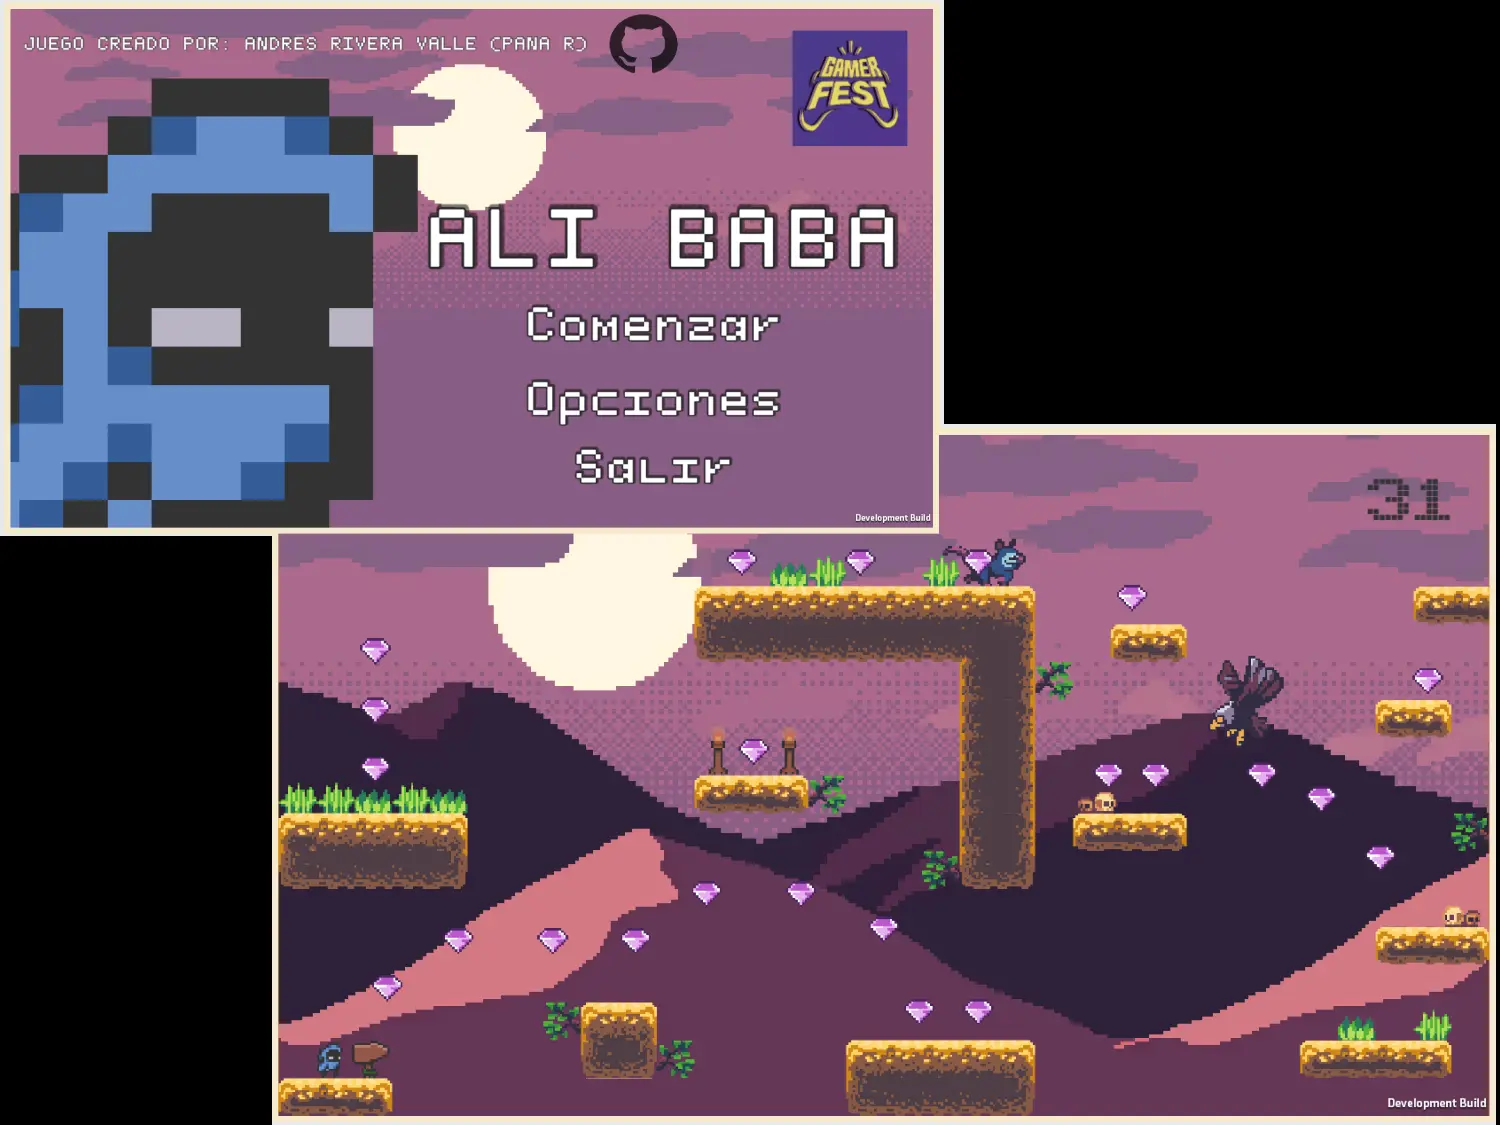 JUEGO CREADO POR: ANDRES RIVERA VALLE (PANA R)
GAMER
FEST
ALI BABA
Comenzar
Opciones
Salir
Development Build
31
Development Build